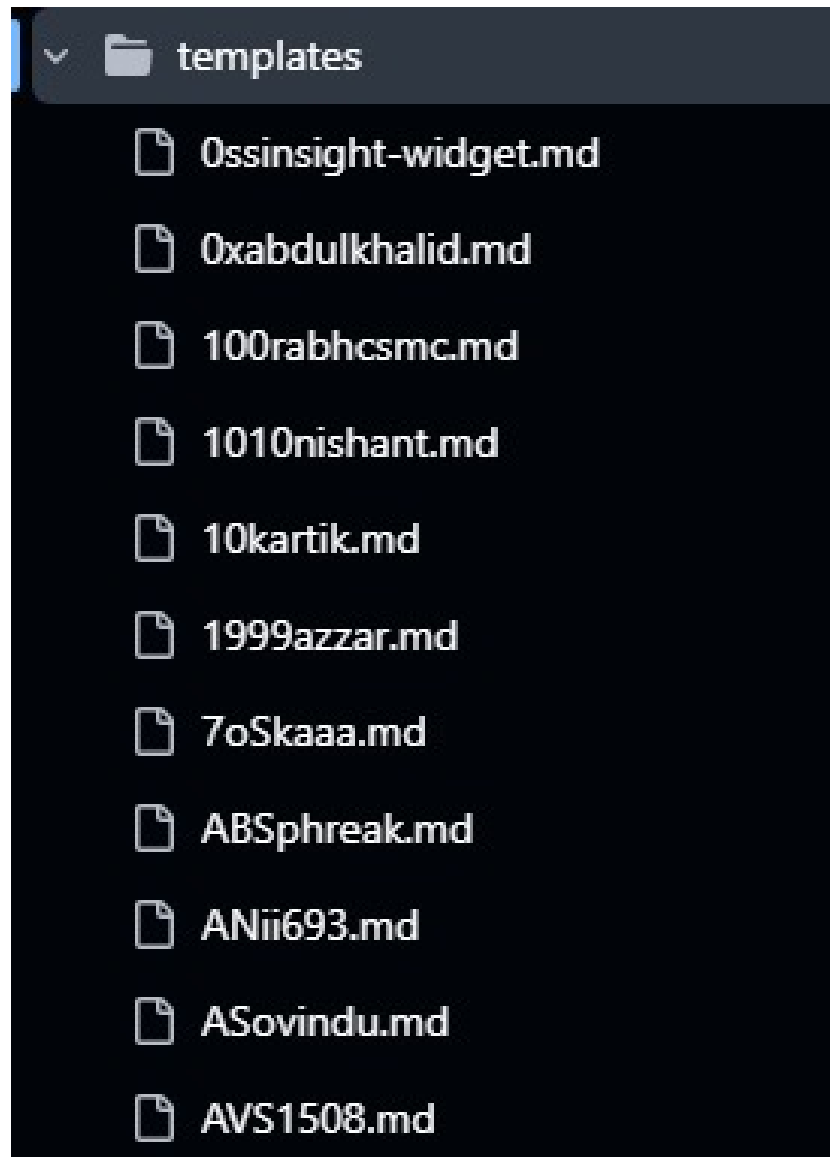 templates
0ssinsight-widget.md
0xabdulkhalid.md
100rabhcsmc.md
1010nishant.md
10kartik.md
1999azzar.md
7oSkaaa.md
ABSphreak.md
ANii693.md
ASovindu.md
AVS1508.md